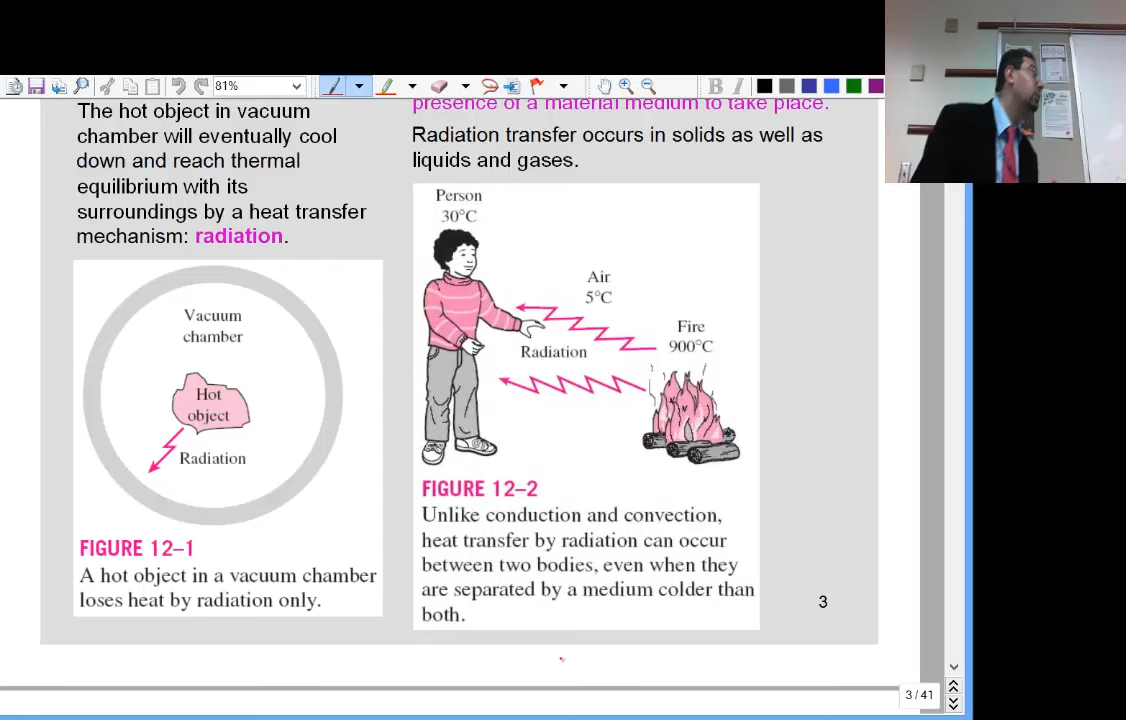 81%
B I
The hot object in vacuum
chamber will eventually cool
down and reach thermal
equilibrium with its
surroundings by a heat transfer
mechanism: radiation.
Vacuum
chamber
Hot
object
Radiation
FIGURE 12–1
A hot object in a vacuum chamber
loses heat by radiation only.
presence of a material medium to take place.
Radiation transfer occurs in solids as well as
liquids and gases.
Person
30°C
Air
5°C
Fire
900°C
Radiation
FIGURE 12–2
Unlike conduction and convection,
heat transfer by radiation can occur
between two bodies, even when they
are separated by a medium colder than
both.
3
3 / 41